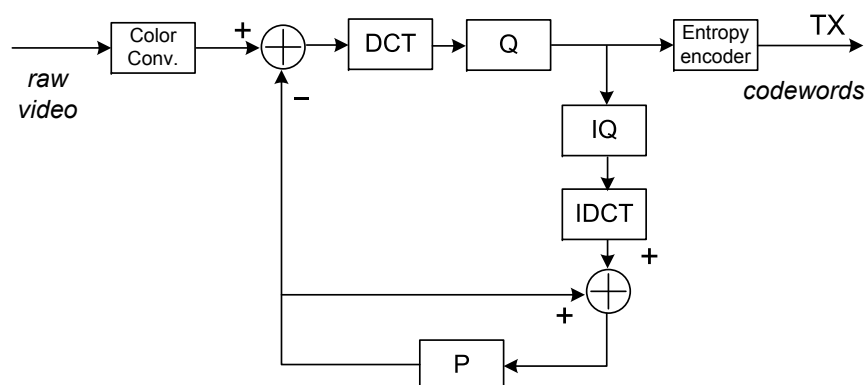 Color
Conv.
raw
video
+
−
DCT
Q
Entropy
encoder
TX
codewords
IQ
IDCT
+
+
P